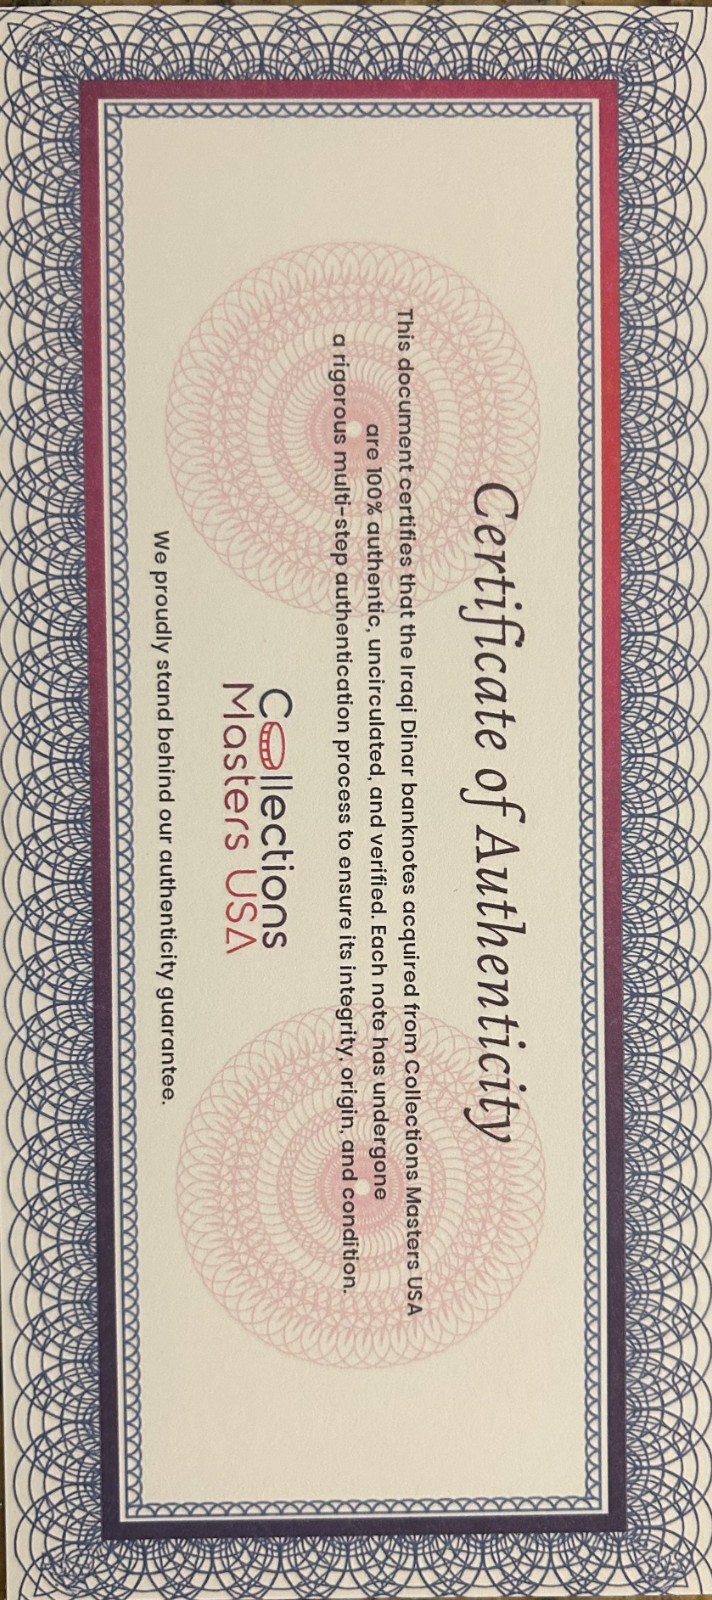 Certificate of Authenticity
This document certifies that the Iraqi Dinar banknotes acquired from Collections Masters USA
are 100% authentic, uncirculated, and verified. Each note has undergone
a rigorous multi-step authentication process to ensure its integrity, origin, and condition.
Collections
Masters USA
We proudly stand behind our authenticity guarantee.